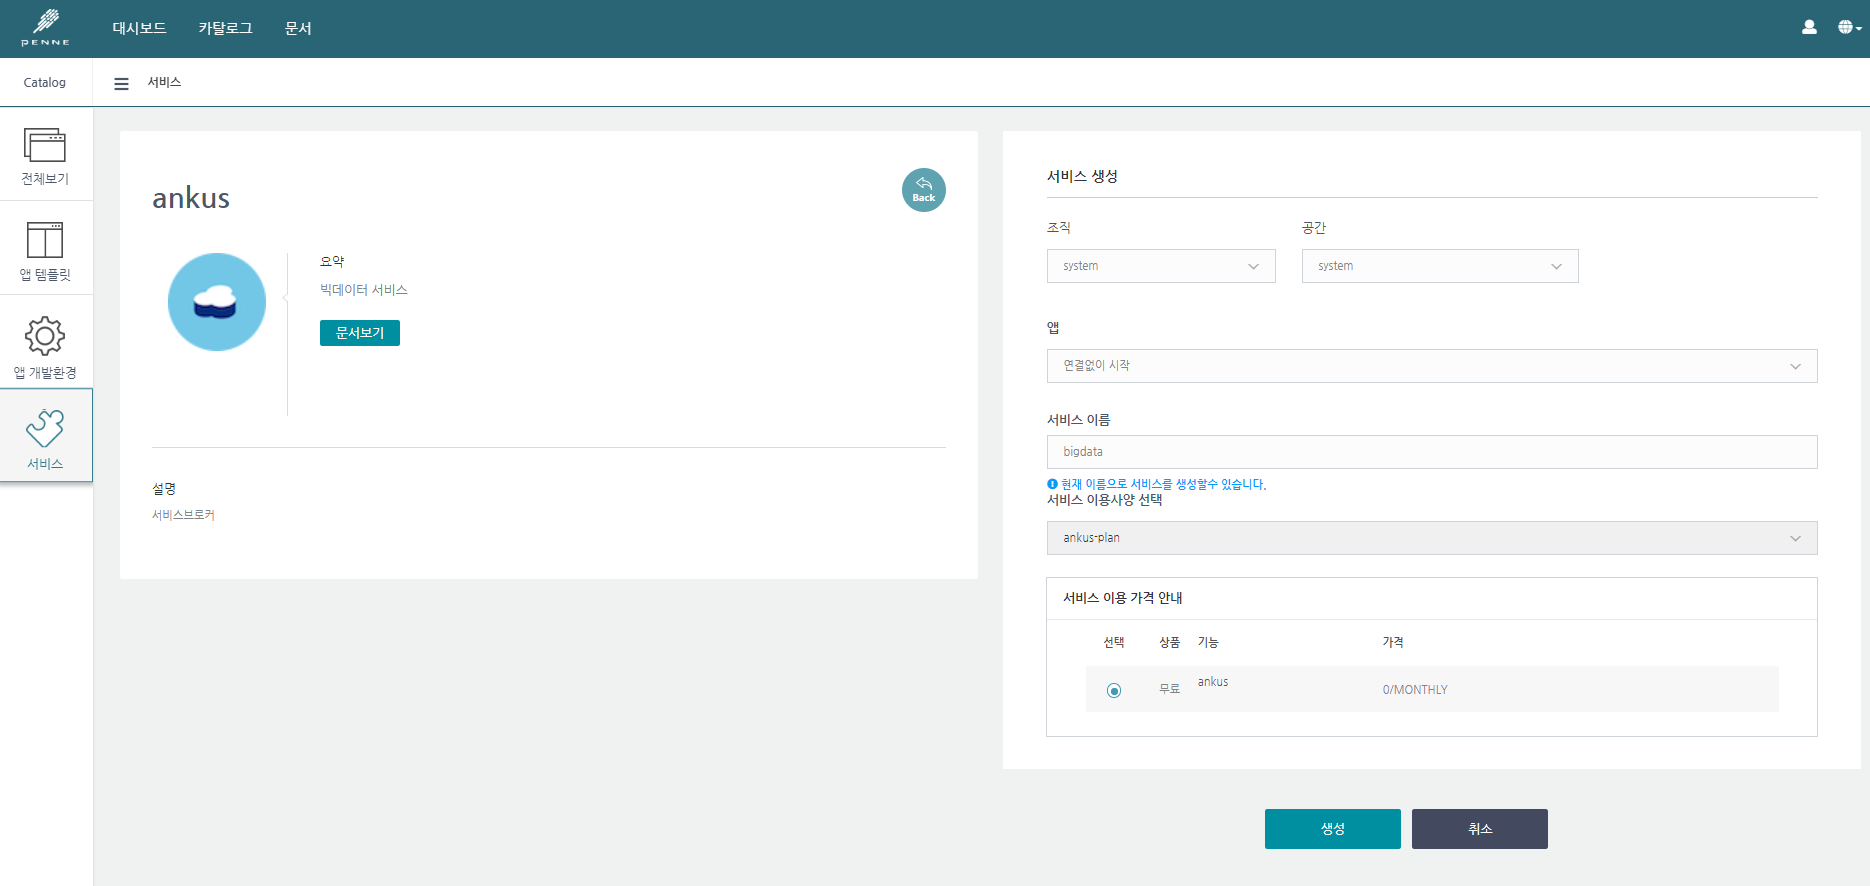 PENNE
대시보드 카탈로그 문서
Catalog
서비스
전체보기
앱 템플릿
앱 개발환경
서비스
ankus
Back
요약
빅데이터 서비스
문서보기
설명
서비스브로커
서비스 생성
조직 공간
system system
앱
연결없이 시작
서비스 이름
bigdata
현재 이름으로 서비스를 생성할수 있습니다.
서비스 이용사양 선택
ankus-plan
서비스 이용 가격 안내
선택 상품 기능 가격
무료 ankus 0/MONTHLY
생성 취소